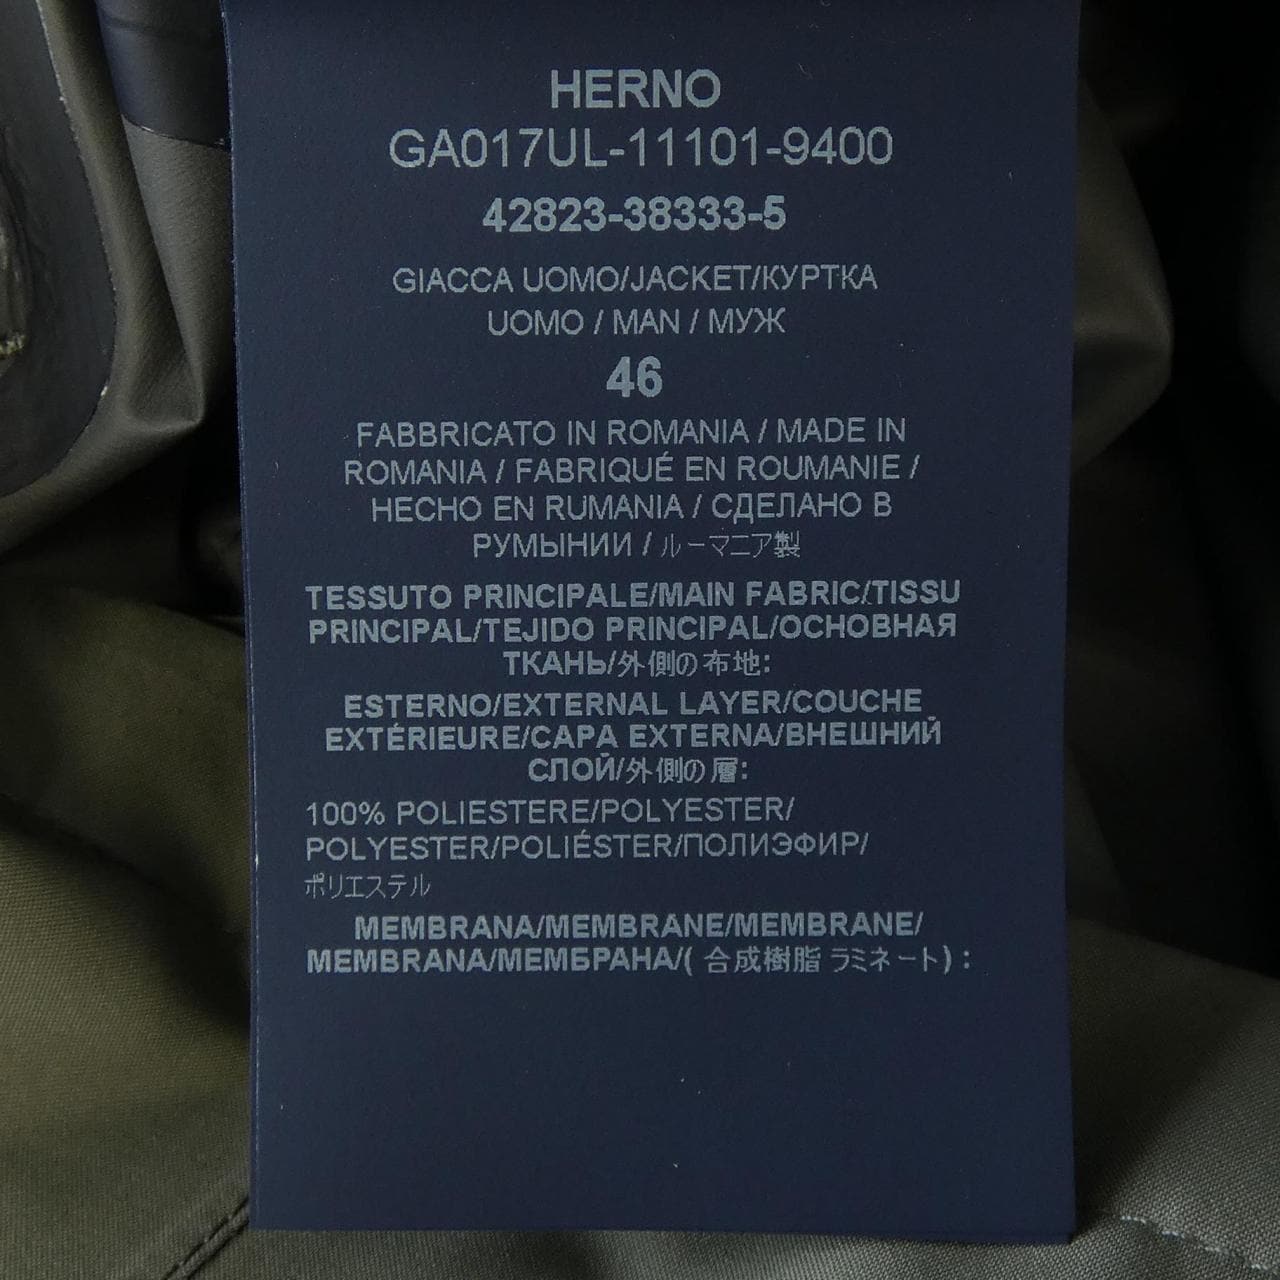 HERNO
GA017UL-11101-9400
42823-38333-5
GIACCA UOMO/JACKET/КУРТКА
UOMO / MAN / МУЖ
46
FABBRICATO IN ROMANIA / MADE IN
ROMANIA / FABRIQUÉ EN ROUMANIE /
HECHO EN RUMANIA / СДЕЛАНО В
РУМЫНИИ / ルーマニア製
TESSUTO PRINCIPALE/MAIN FABRIC/TISSU
PRINCIPAL/TEJIDO PRINCIPAL/ОСНОВНАЯ
ТКАНЬ/外側の布地:
ESTERNO/EXTERNAL LAYER/COUCHE
EXTÉRIEURE/CAPA EXTERNA/ВНЕШНИЙ
СЛОЙ/外側の層:
100% POLIESTERE/POLYESTER/
POLYESTER/POLIÉSTER/ПОЛИЭФИР/
ポリエステル
MEMBRANA/MEMBRANE/MEMBRANE/
MEMBRANA/МЕМБРАНА/( 合成樹脂 ラミネート) :